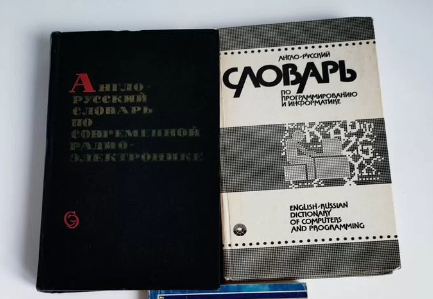 Англо-
русский
словарь
по
современной
радио-
электронике
АНГЛО-РУССКИЙ
СЛОВАРЬ
ПО
ПРОГРАММИРОВАНИЮ
И ИНФОРМАТИКЕ
ENGLISH-RUSSIAN
DICTIONARY
OF COMPUTERS
AND PROGRAMMING